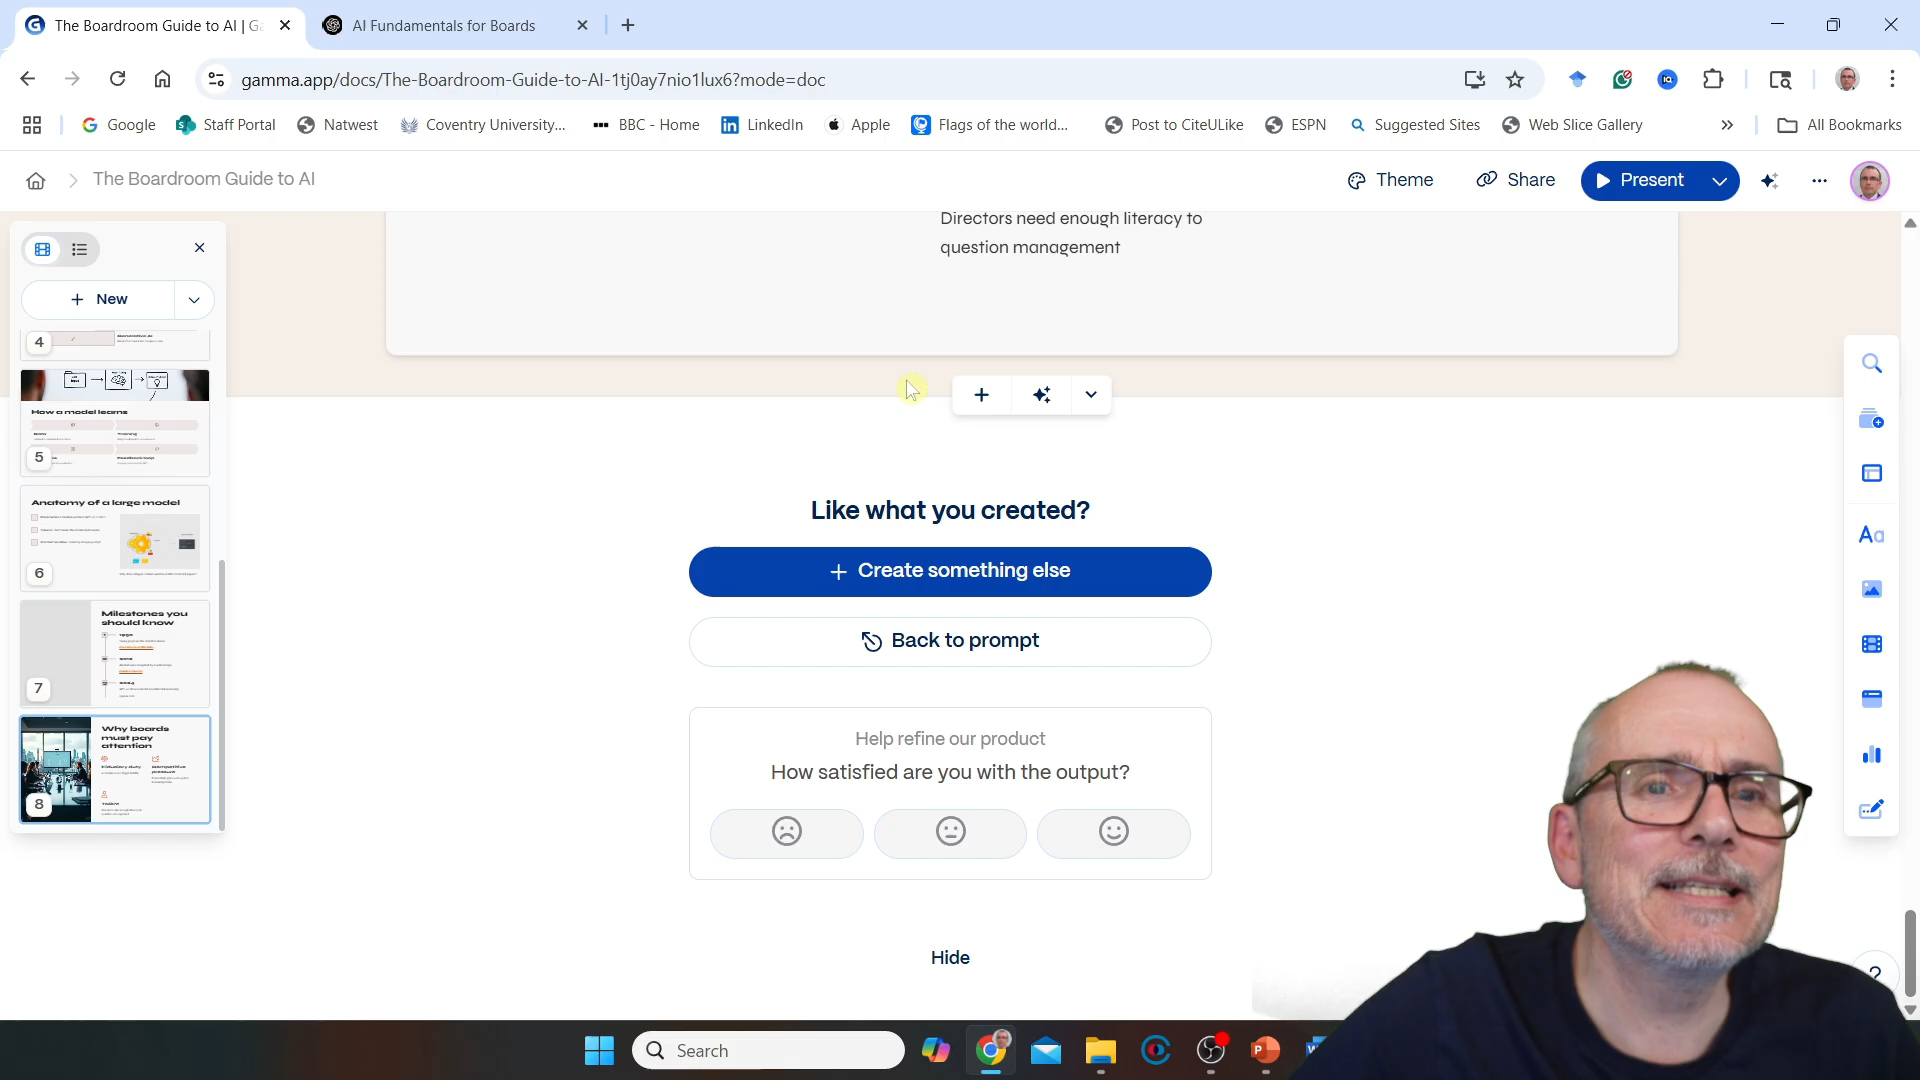 The Boardroom Guide to AI | Ga
AI Fundamentals for Boards
gamma.app/docs/The-Boardroom-Guide-to-AI-1tj0ay7nio1lux6?mode=doc
Google
Staff Portal
Natwest
Coventry University...
BBC - Home
LinkedIn
Apple
Flags of the world...
Post to CiteULike
ESPN
Suggested Sites
Web Slice Gallery
All Bookmarks
The Boardroom Guide to AI
Theme
Share
Present
Directors need enough literacy to
question management
New
4
How a model learns
5
Anatomy of a large model
6
Milestones you
should know
7
Why boards
must pay
attention
8
Like what you created?
Create something else
Back to prompt
Help refine our product
How satisfied are you with the output?
Hide
Aa
?
Search